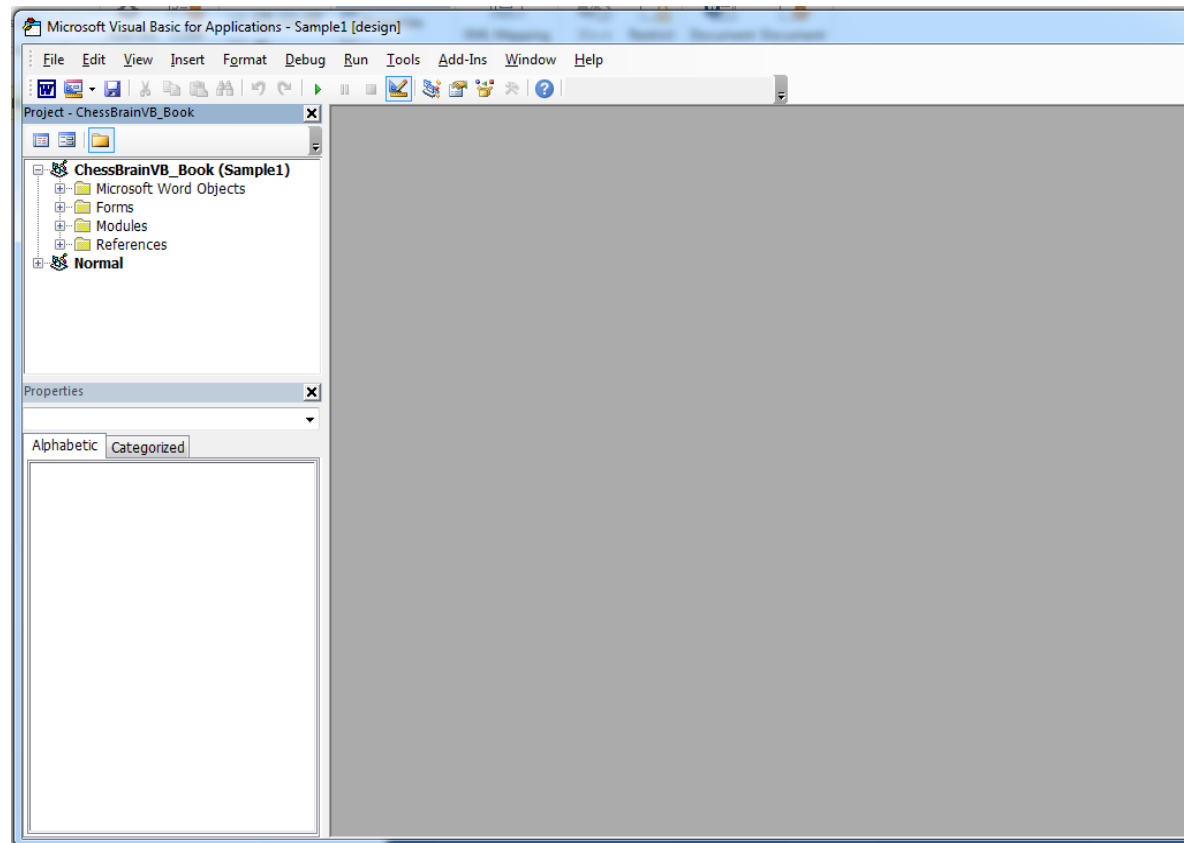 Microsoft Visual Basic for Applications - Sample1 [design]
File Edit View Insert Format Debug Run Tools Add-Ins Window Help
Project - ChessBrainVB_Book
ChessBrainVB_Book (Sample1)
Microsoft Word Objects
Forms
Modules
References
Normal
Properties
Alphabetic Categorized